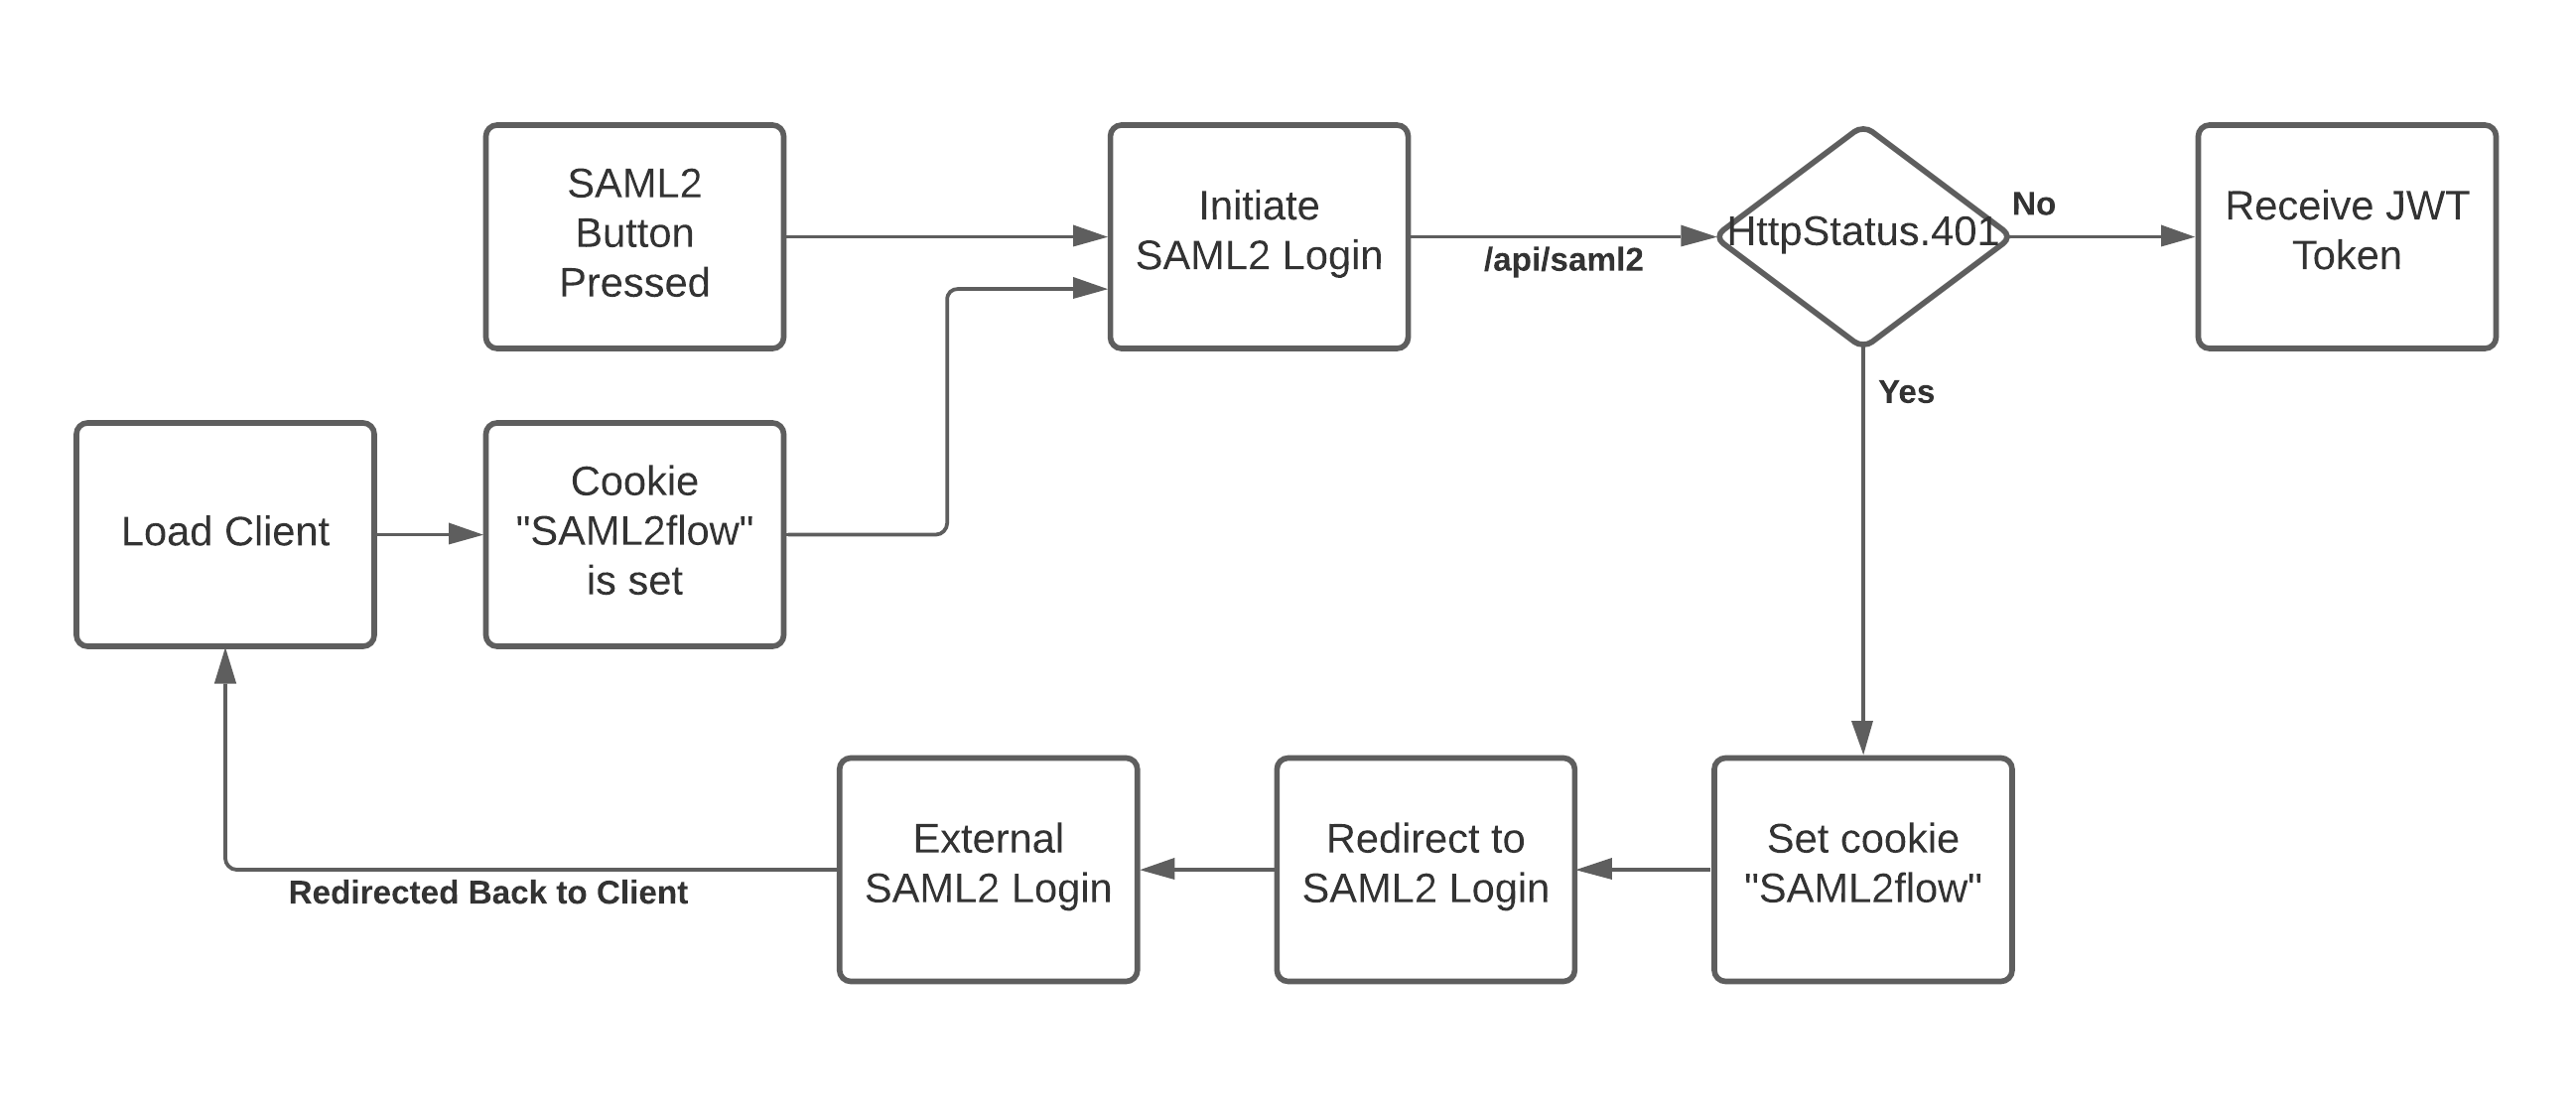 SAML2
Button
Pressed
Initiate
SAML2 Login
/api/saml2
HttpStatus.401
No
Receive JWT
Token
Yes
Load Client
Cookie
"SAML2flow"
is set
External
SAML2 Login
Redirect to
SAML2 Login
Set cookie
"SAML2flow"
Redirected Back to Client